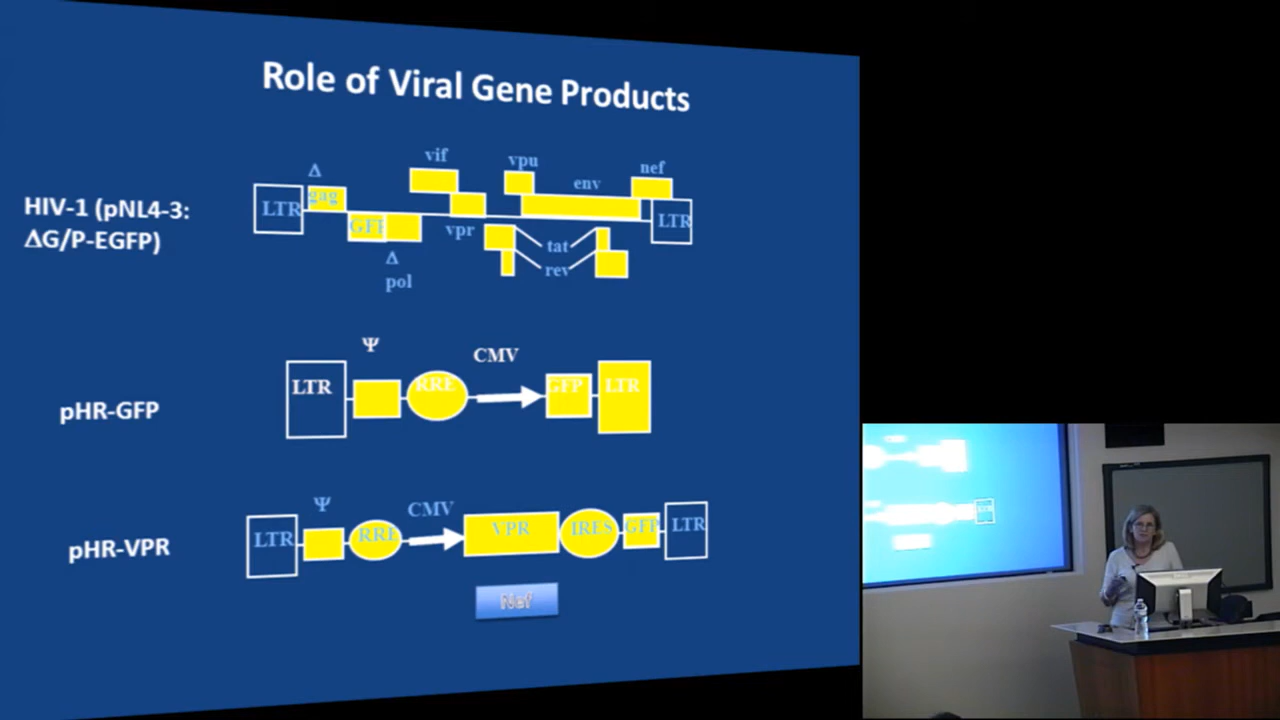 Role of Viral Gene Products
HIV-1 (pNL4-3:
ΔG/P-EGFP)
LTR
Δ
gag
GFP
Δ
pol
vif
vpr
vpu
env
tat
rev
nef
LTR
pHR-GFP
LTR
Ψ
RRE
CMV
GFP
LTR
pHR-VPR
LTR
Ψ
RRE
CMV
VPR
IRES
GFP
LTR
Nef